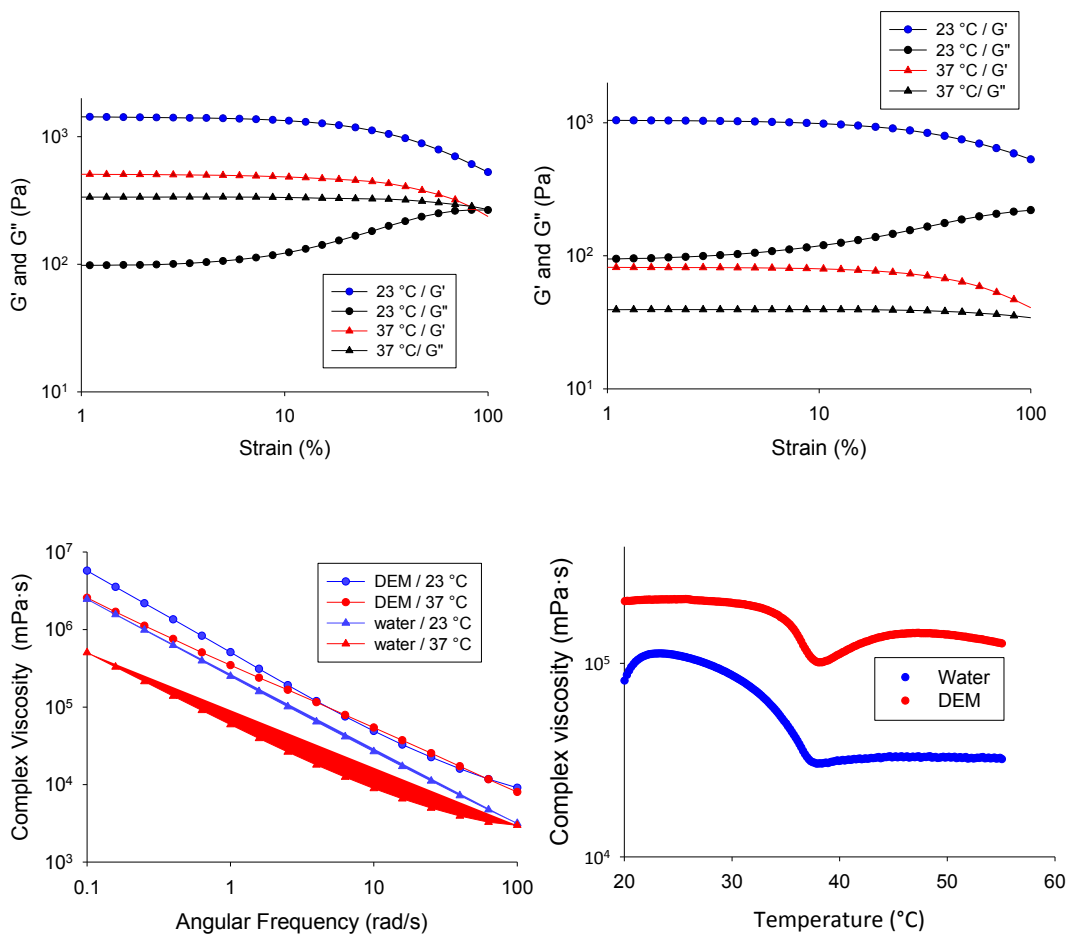 23 °C / G'
23 °C / G"
37 °C / G'
37 °C/ G"
10³
10²
10¹
G' and G" (Pa)
23 °C / G'
23 °C / G"
37 °C / G'
37 °C/ G"
1
10
100
Strain (%)
10³
10²
10¹
G' and G" (Pa)
1
10
100
Strain (%)
10⁷
10⁶
10⁵
10⁴
10³
Complex Viscosity (mPa·s)
DEM / 23 °C
DEM / 37 °C
water / 23 °C
water / 37 °C
0.1
1
10
100
Angular Frequency (rad/s)
10⁵
10⁴
Complex viscosity (mPa·s)
Water
DEM
20
30
40
50
60
Temperature (°C)